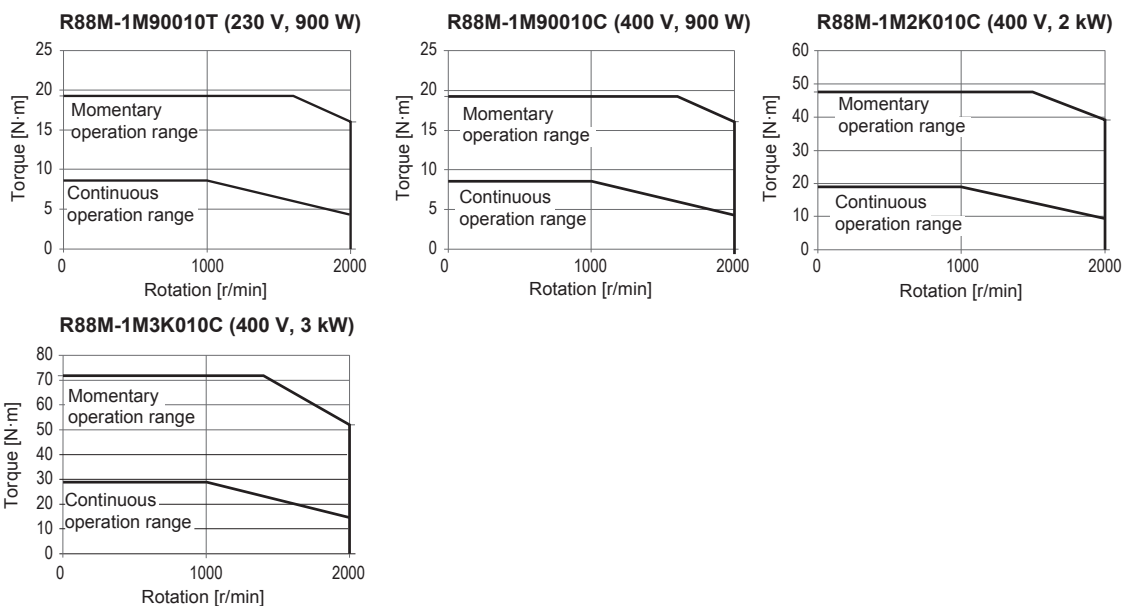 R88M-1M90010T (230 V, 900 W)
25
20
15
10
5
0
Torque [N·m]
Momentary
operation range
Continuous
operation range
0
1000
2000
Rotation [r/min]
R88M-1M90010C (400 V, 900 W)
25
20
15
10
5
0
Torque [N·m]
Momentary
operation range
Continuous
operation range
0
1000
2000
Rotation [r/min]
R88M-1M2K010C (400 V, 2 kW)
60
50
40
30
20
10
0
Torque [N·m]
Momentary
operation range
Continuous
operation range
0
1000
2000
Rotation [r/min]
R88M-1M3K010C (400 V, 3 kW)
80
70
60
50
40
30
20
10
0
Torque [N·m]
Momentary
operation range
Continuous
operation range
0
1000
2000
Rotation [r/min]